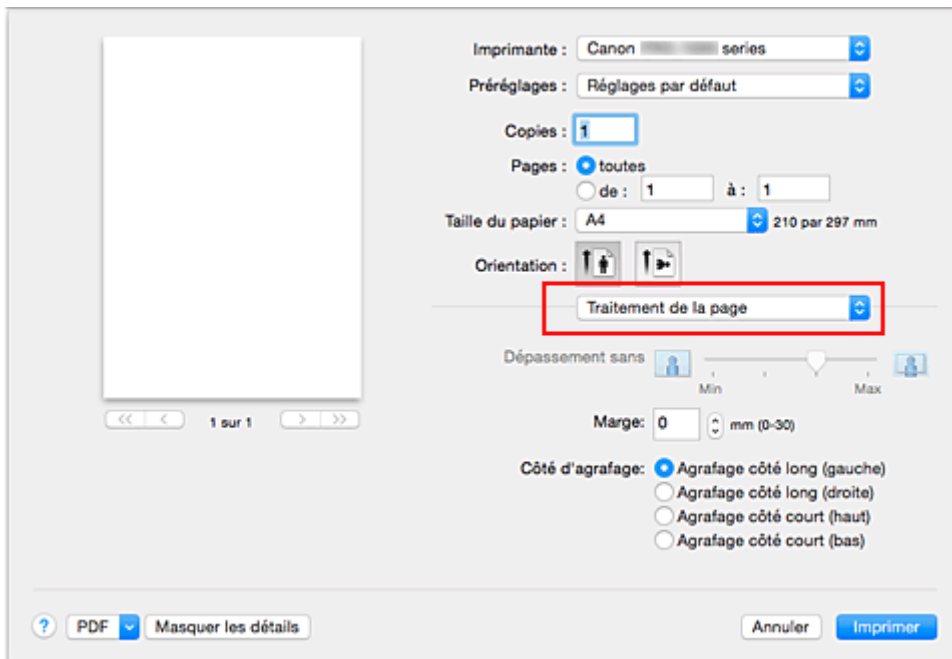 Imprimante : Canon series
Préréglages : Réglages par défaut
Copies : 1
Pages : toutes
de : 1 à : 1
Taille du papier : A4 210 par 297 mm
Orientation :
Traitement de la page
Dépassement sans
Min Max
Marge: 0 mm (0-30)
Côté d'agrafage: Agrafage côté long (gauche)
Agrafage côté long (droite)
Agrafage côté court (haut)
Agrafage côté court (bas)
<< < 1 sur 1 > >>
? PDF Masquer les détails Annuler Imprimer